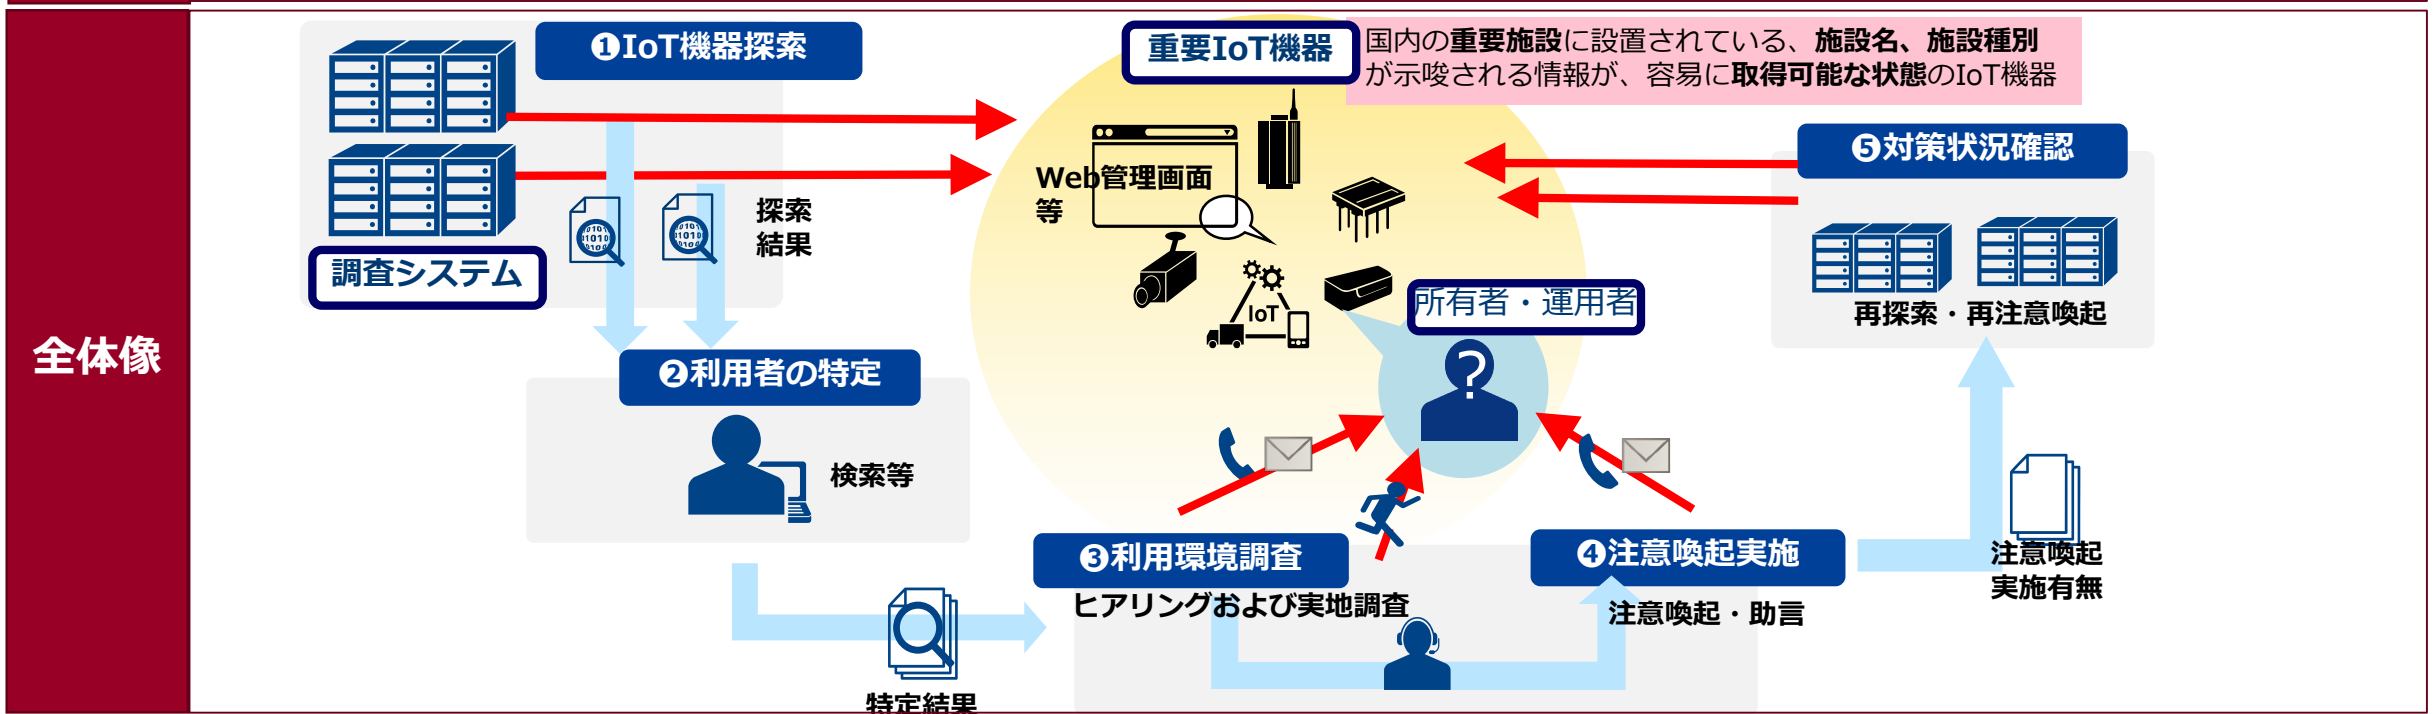 全体像
❶IoT機器探索
調査システム
探索
結果
❷利用者の特定
検索等
特定結果
重要IoT機器
国内の重要施設に設置されている、施設名、施設種別
が示唆される情報が、容易に取得可能な状態のIoT機器
Web管理画面
等
IoT
所有者・運用者
?
❸利用環境調査
ヒアリングおよび実地調査
❹注意喚起実施
注意喚起・助言
注意喚起
実施有無
❺対策状況確認
再探索・再注意喚起